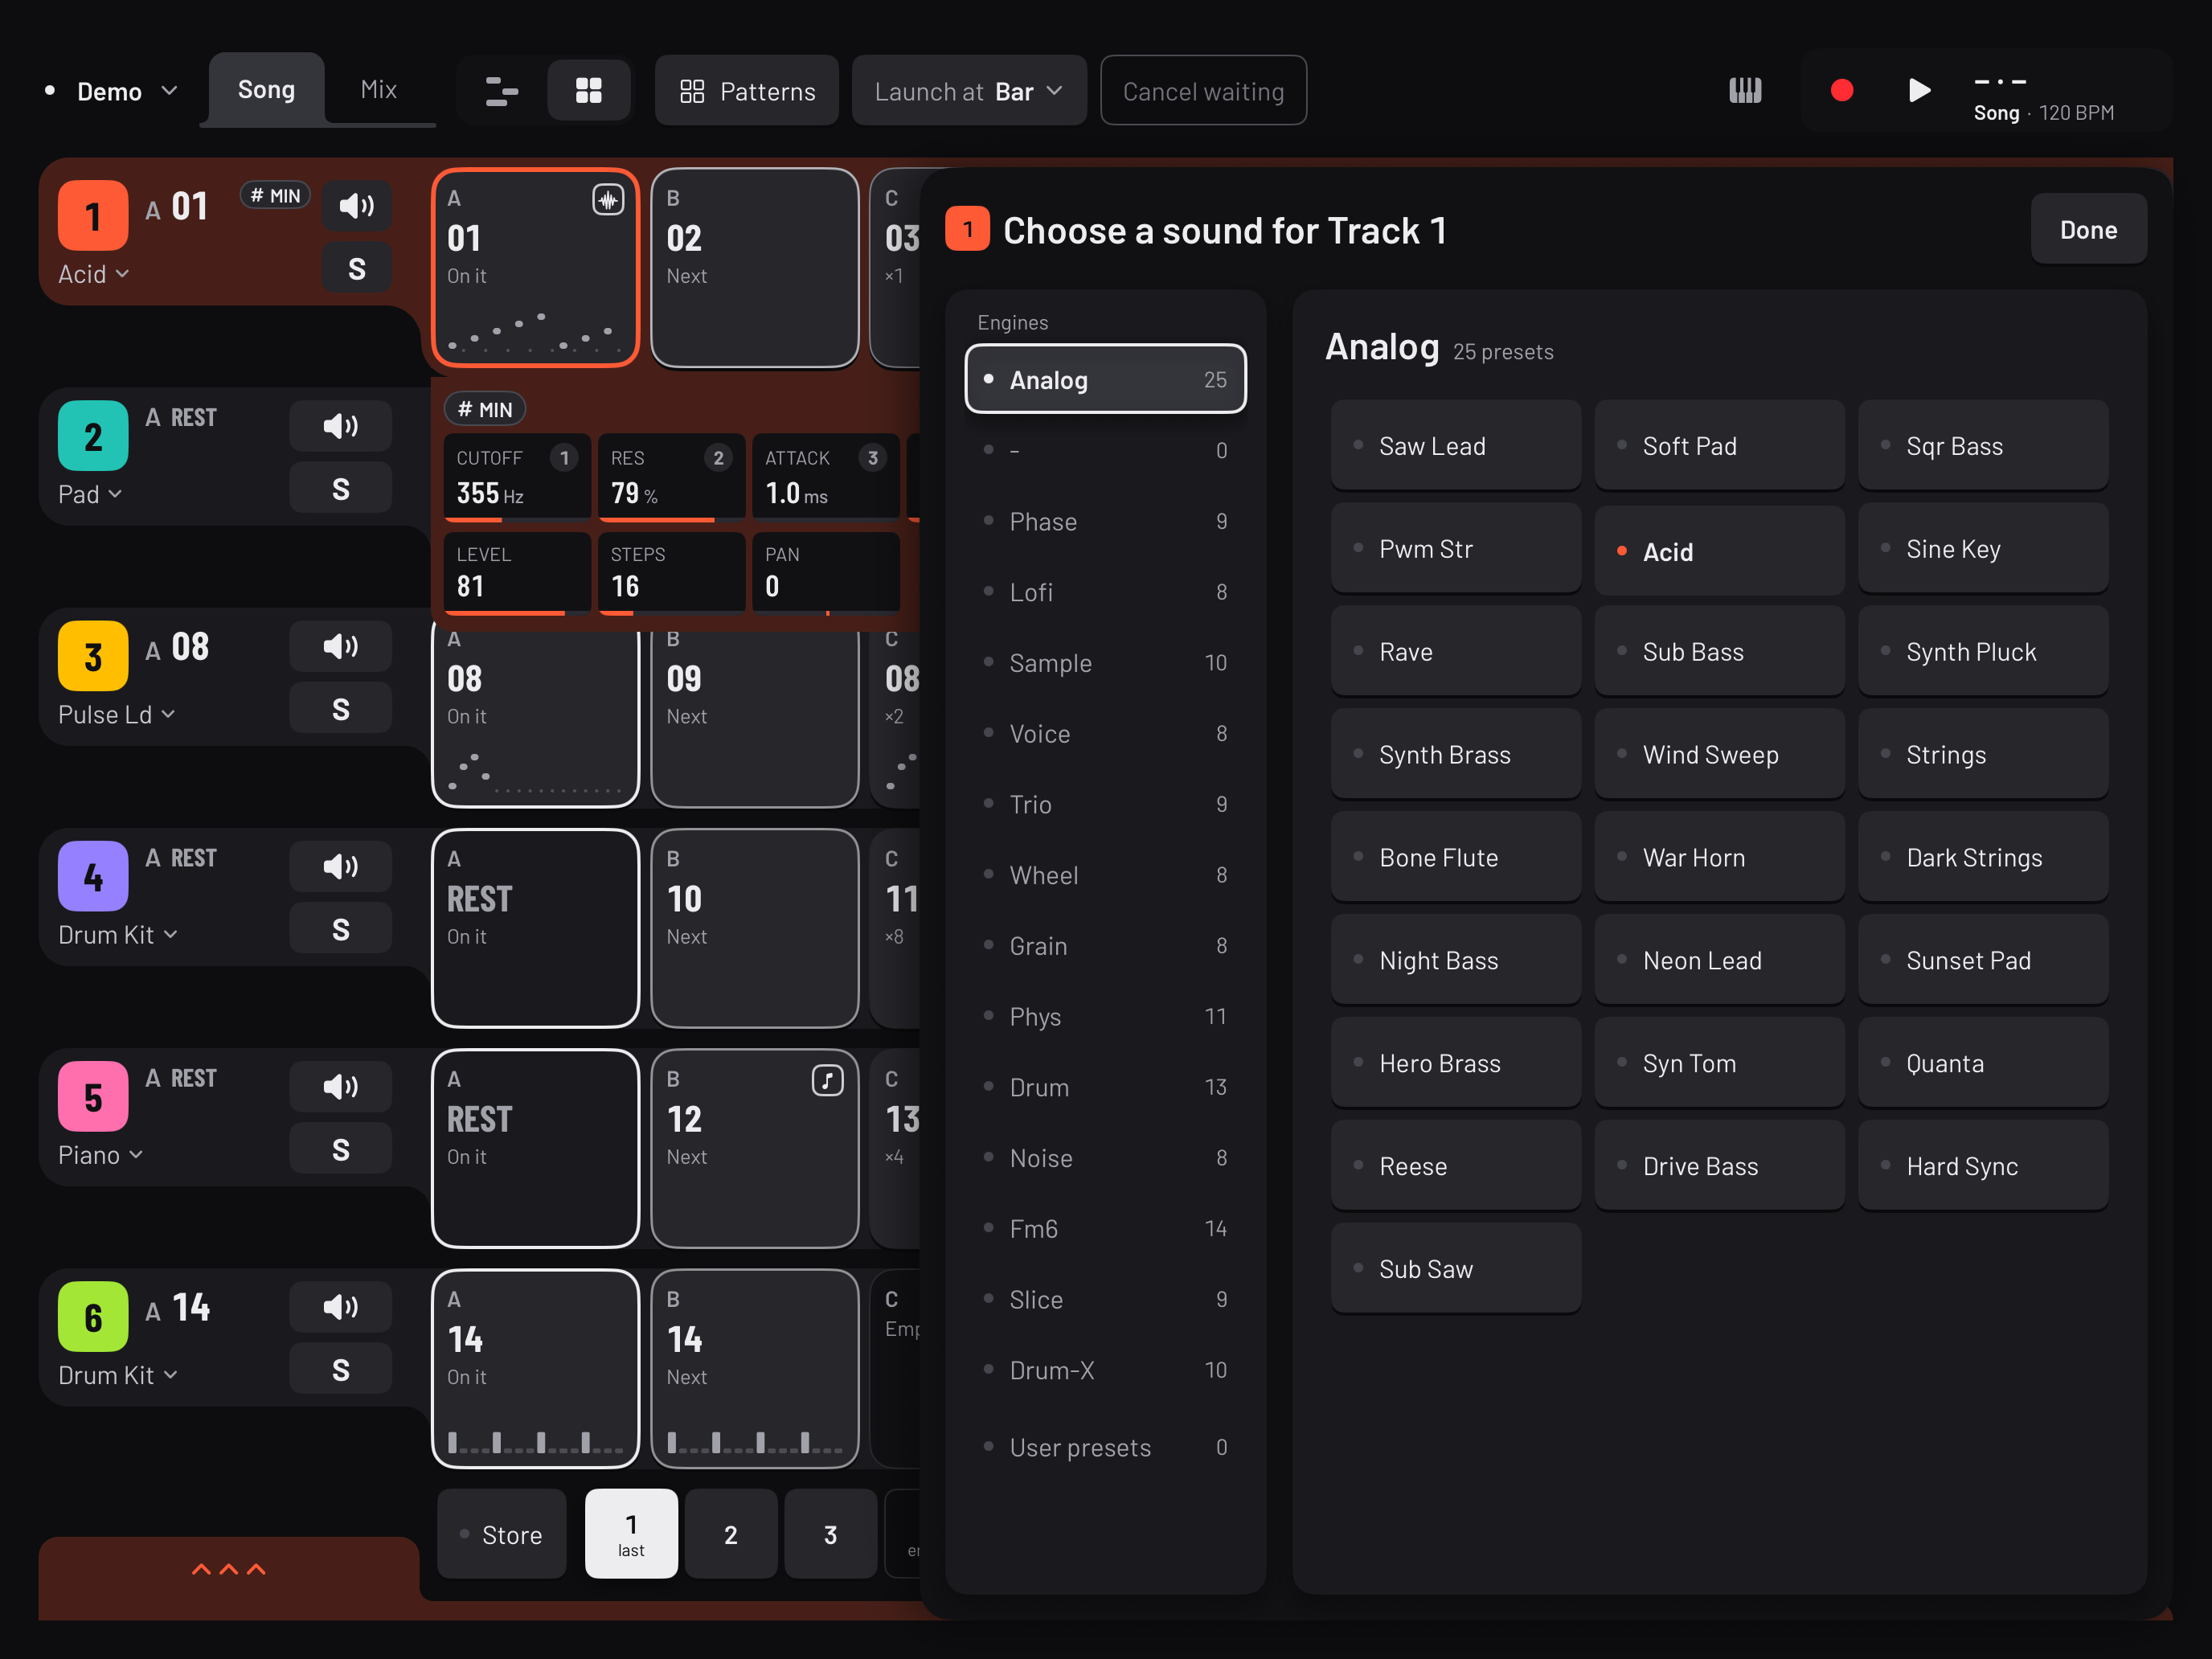 Demo
Song
Mix
Patterns
Launch at Bar
Cancel waiting
Song · 120 BPM
1
A 01
# MIN
Acid
S
A
01
On it
B
02
Next
C
03
×1
2
A REST
Pad
S
# MIN
CUTOFF 1
355 Hz
RES 2
79 %
ATTACK 3
1.0 ms
LEVEL
81
STEPS
16
PAN
0
3
A 08
Pulse Ld
S
A
08
On it
B
09
Next
C
08
×2
4
A REST
Drum Kit
S
A
REST
On it
B
10
Next
C
11
×8
5
A REST
Piano
S
A
REST
On it
B
12
Next
C
13
×4
6
A 14
Drum Kit
S
A
14
On it
B
14
Next
C
Store
1
last
2
3
1 Choose a sound for Track 1
Done
Engines
Analog 25
– 0
Phase 9
Lofi 8
Sample 10
Voice 8
Trio 9
Wheel 8
Grain 8
Phys 11
Drum 13
Noise 8
Fm6 14
Slice 9
Drum-X 10
User presets 0
Analog 25 presets
Saw Lead
Soft Pad
Sqr Bass
Pwm Str
Acid
Sine Key
Rave
Sub Bass
Synth Pluck
Synth Brass
Wind Sweep
Strings
Bone Flute
War Horn
Dark Strings
Night Bass
Neon Lead
Sunset Pad
Hero Brass
Syn Tom
Quanta
Reese
Drive Bass
Hard Sync
Sub Saw